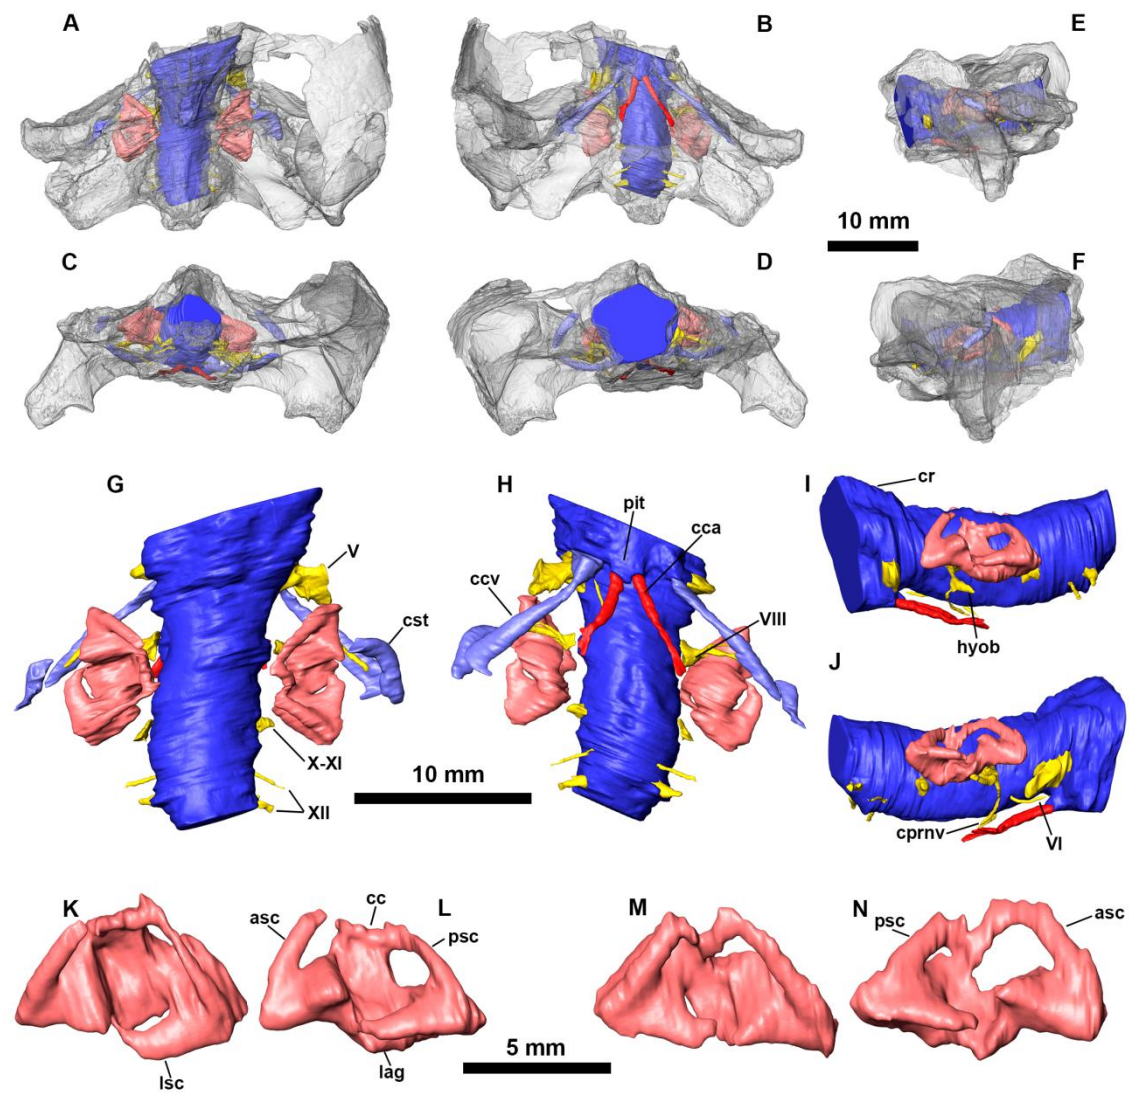 A
B
E
10 mm
C
D
F
G
H
I
cr
pit
cca
V
ccv
cst
VIII
hyob
J
X-XI
10 mm
XII
cprnv
VI
K
asc
cc
L
psc
M
psc
N
asc
lsc
lag
5 mm